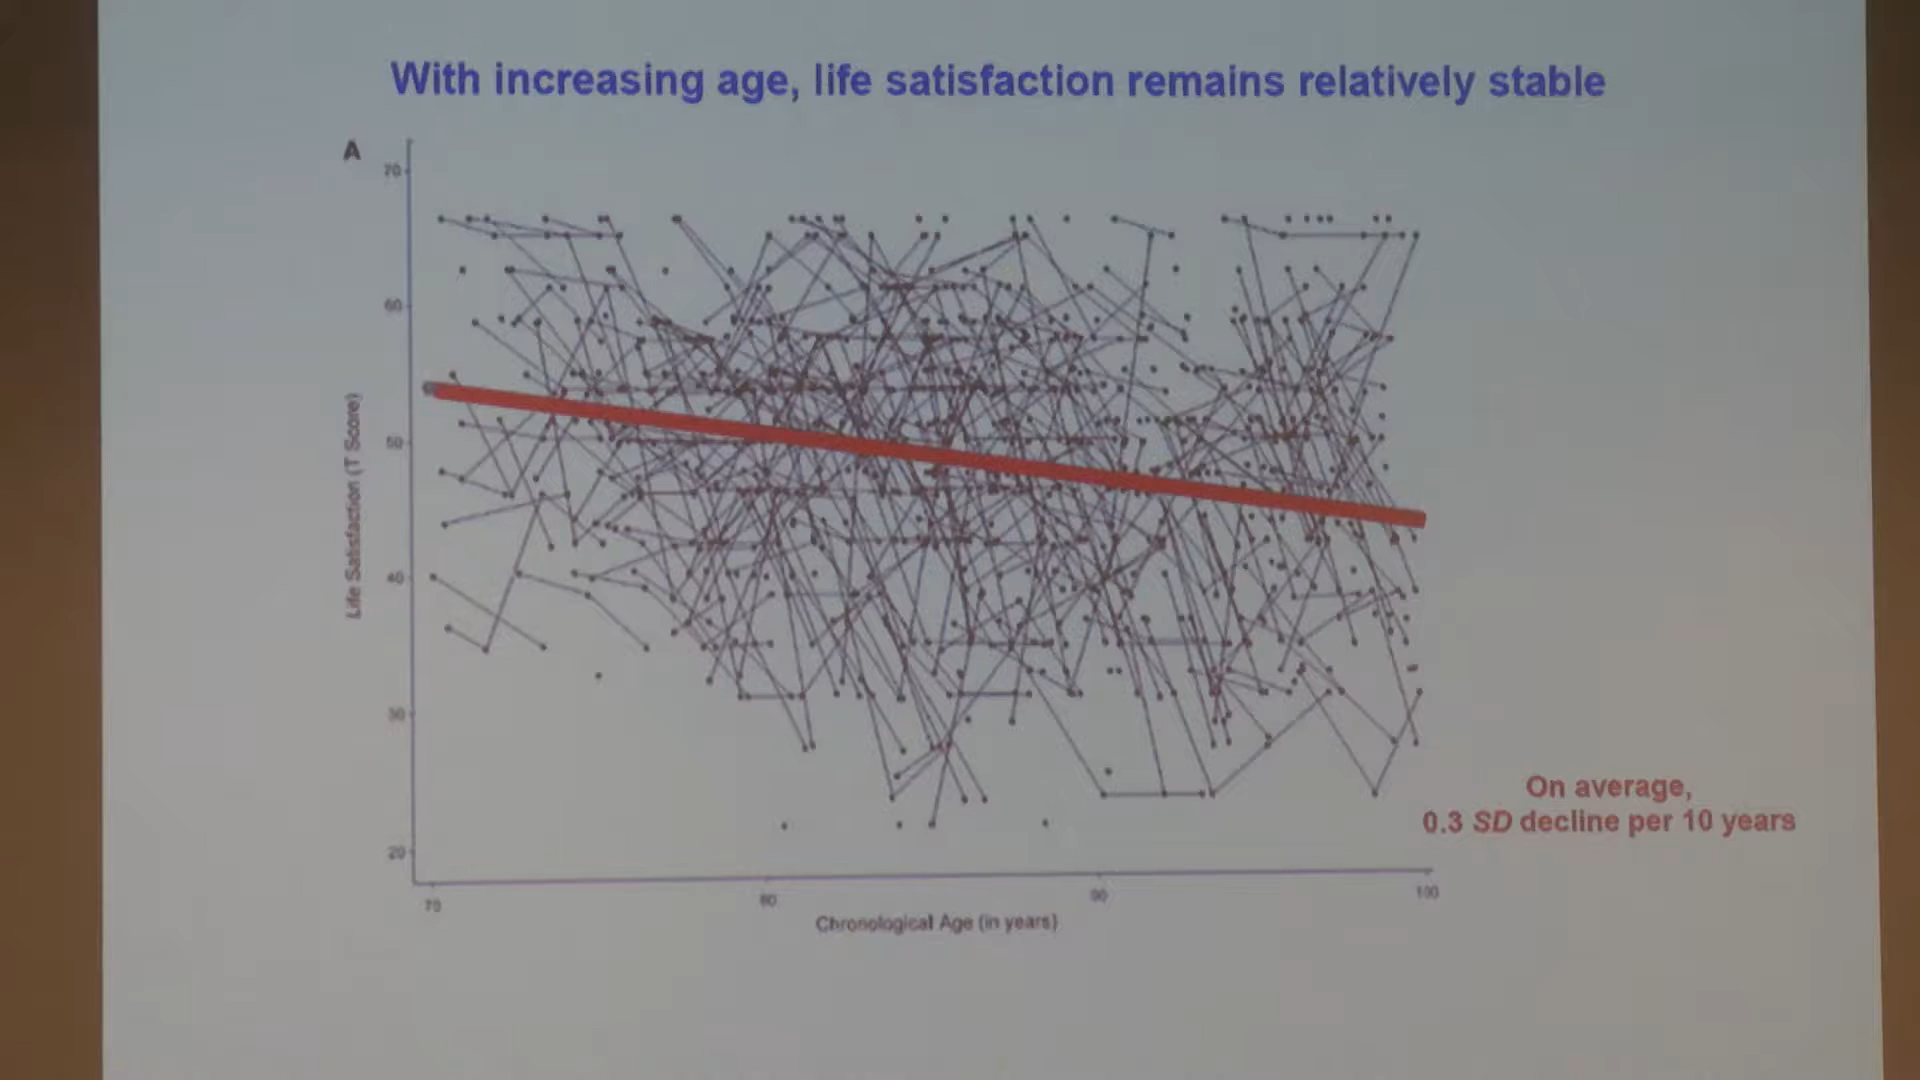 With increasing age, life satisfaction remains relatively stable
A
70
60
50
40
30
20
Life Satisfaction (T Score)
70
80
90
100
Chronological Age (in years)
On average,
0.3 SD decline per 10 years